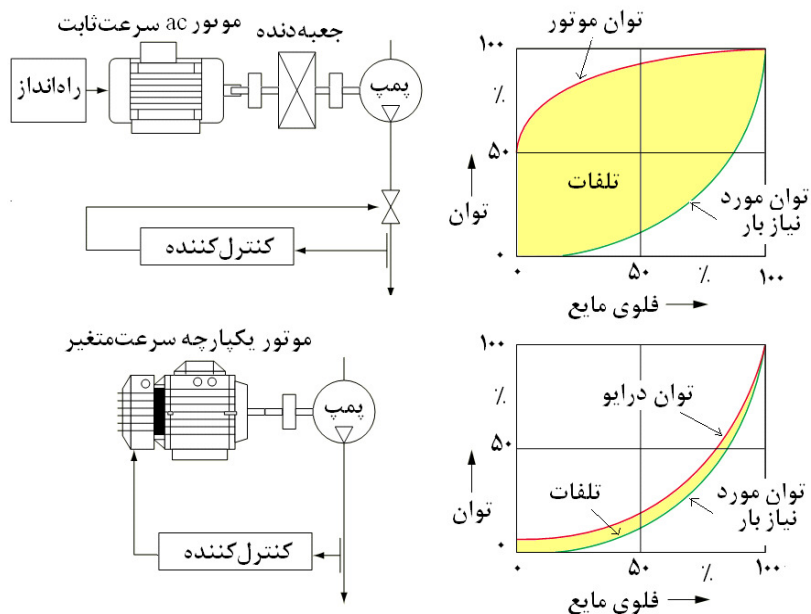 موتور ac سرعت‌ثابت
جعبه‌دنده
راه‌انداز
پمپ
کنترل‌کننده
۱۰۰
٪
۵۰
توان
۰
توان موتور
تلفات
توان مورد
نیاز بار
۰
۵۰
٪
۱۰۰
فلوی مایع
موتور یکپارچه سرعت‌متغیر
پمپ
کنترل‌کننده
۱۰۰
٪
۵۰
توان
۰
توان درایو
تلفات
توان مورد
نیاز بار
۰
۵۰
٪
۱۰۰
فلوی مایع